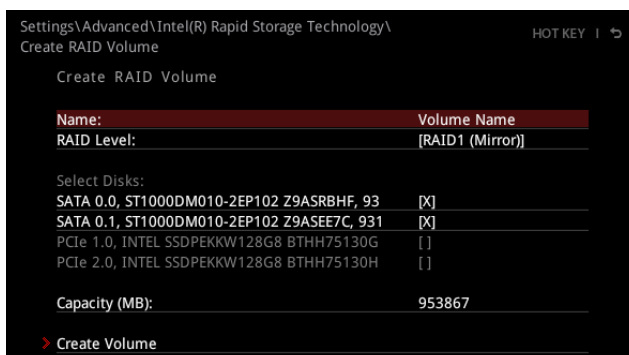 Settings\Advanced\Intel(R) Rapid Storage Technology\
Create RAID Volume
HOT KEY | ⮌
Create RAID Volume
Name: Volume Name
RAID Level: [RAID1 (Mirror)]
Select Disks:
SATA 0.0, ST1000DM010-2EP102 Z9ASRBHF, 93 [X]
SATA 0.1, ST1000DM010-2EP102 Z9ASEE7C, 931 [X]
PCIe 1.0, INTEL SSDPEKKW128G8 BTHH75130G [ ]
PCIe 2.0, INTEL SSDPEKKW128G8 BTHH75130H [ ]
Capacity (MB): 953867
Create Volume